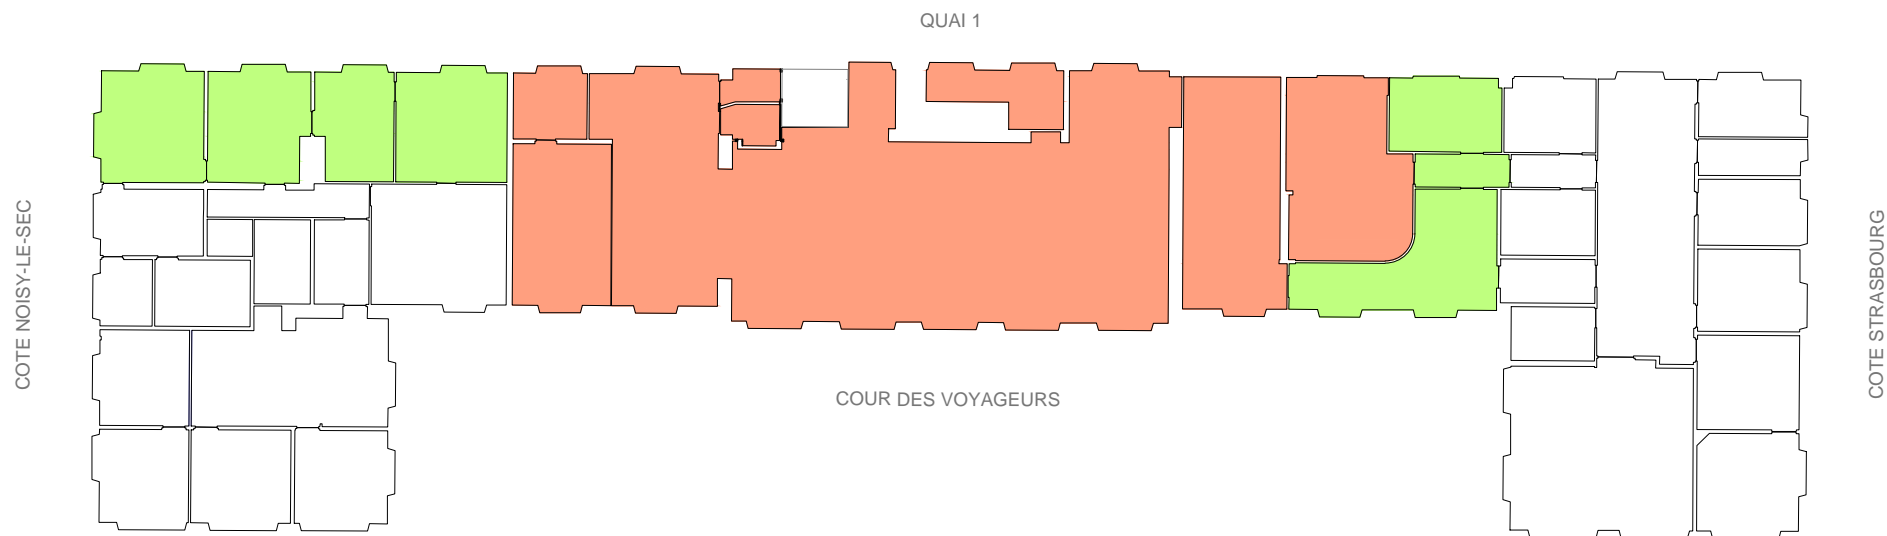 QUAI 1
COTE NOISY-LE-SEC
COUR DES VOYAGEURS
COTE STRASBOURG